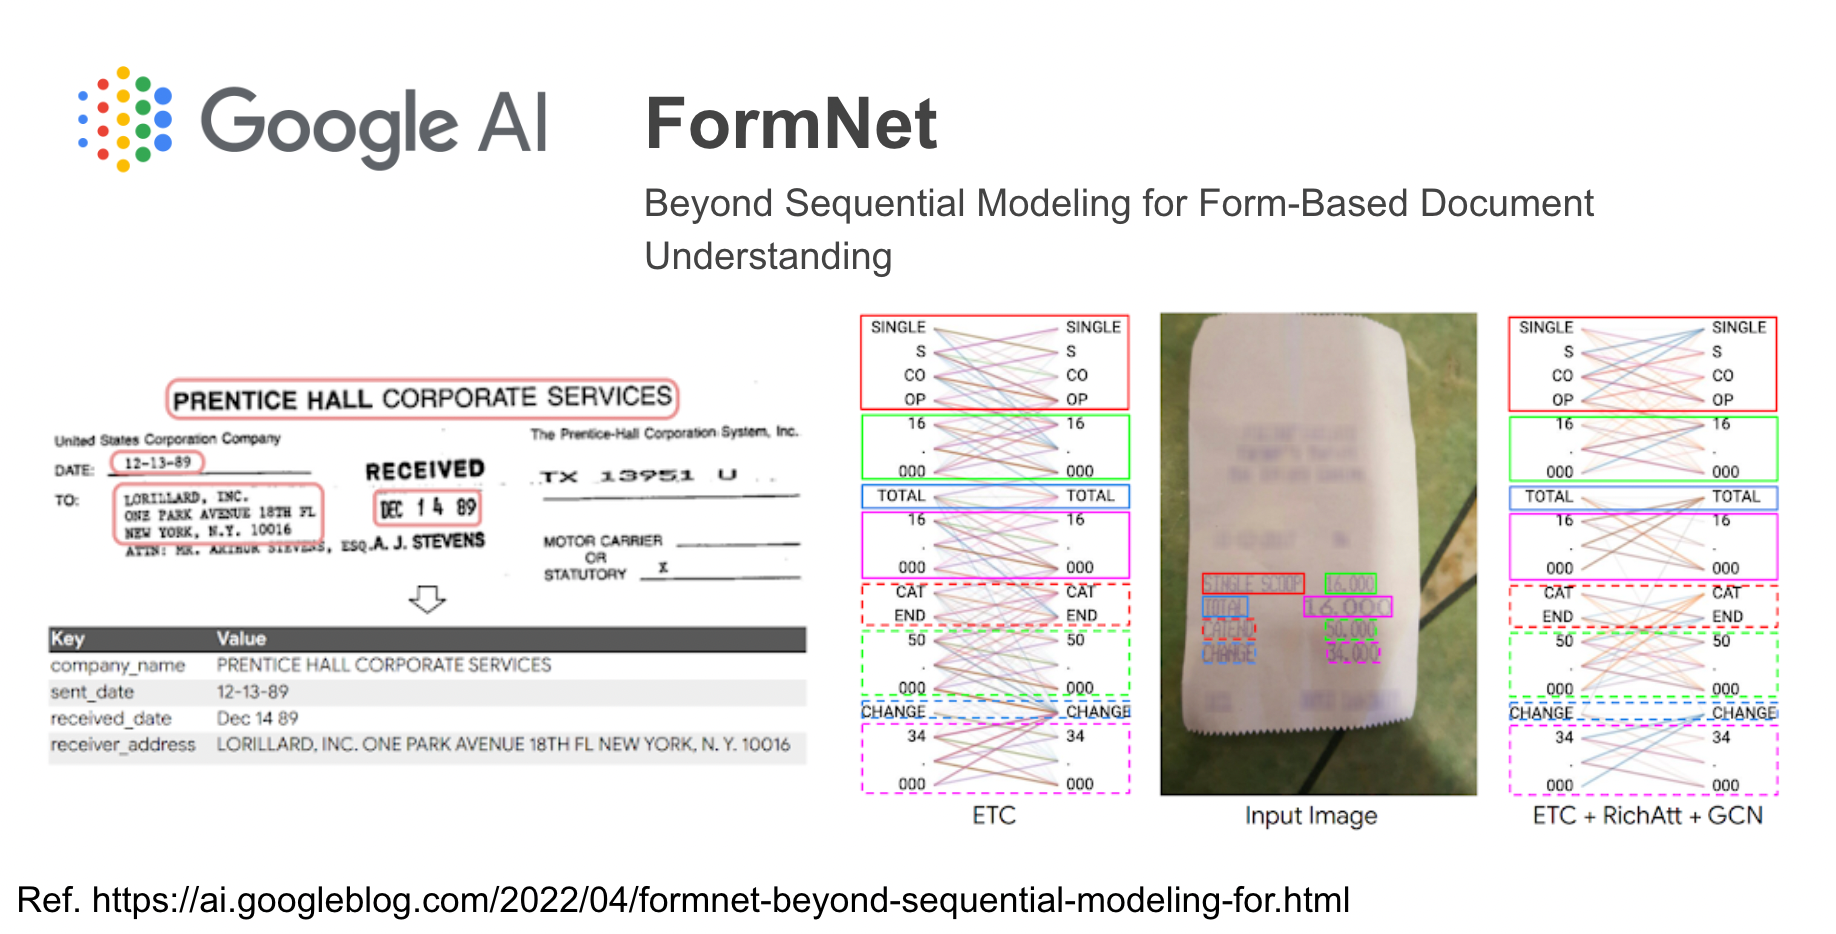 Google AI
FormNet
Beyond Sequential Modeling for Form-Based Document
Understanding
PRENTICE HALL CORPORATE SERVICES
United States Corporation Company
The Prentice-Hall Corporation System, Inc.
DATE: 12-13-89
RECEIVED
TX 13951 U
TO: LORILLARD, INC.
ONE PARK AVENUE 18TH FL
NEW YORK, N.Y. 10016
DEC 14 89
ATTN: MR. ARTHUR STEVENS, ESQ.
A. J. STEVENS
MOTOR CARRIER
OR
STATUTORY X
Key Value
company_name PRENTICE HALL CORPORATE SERVICES
sent_date 12-13-89
received_date Dec 14 89
receiver_address LORILLARD, INC. ONE PARK AVENUE 18TH FL NEW YORK, N. Y. 10016
SINGLE SINGLE
S S
CO CO
OP OP
16 16
. .
000 000
TOTAL TOTAL
16 16
. .
000 000
CAT CAT
END END
50 50
. .
000 000
CHANGE CHANGE
34 34
. .
000 000
ETC
SINGLE SCOOP 16.000
TOTAL 16.000
CATEND 50.000
CHANGE 34.000
Input Image
SINGLE SINGLE
S S
CO CO
OP OP
16 16
. .
000 000
TOTAL TOTAL
16 16
. .
000 000
CAT CAT
END END
50 50
. .
000 000
CHANGE CHANGE
34 34
. .
000 000
ETC + RichAtt + GCN
Ref. https://ai.googleblog.com/2022/04/formnet-beyond-sequential-modeling-for.html